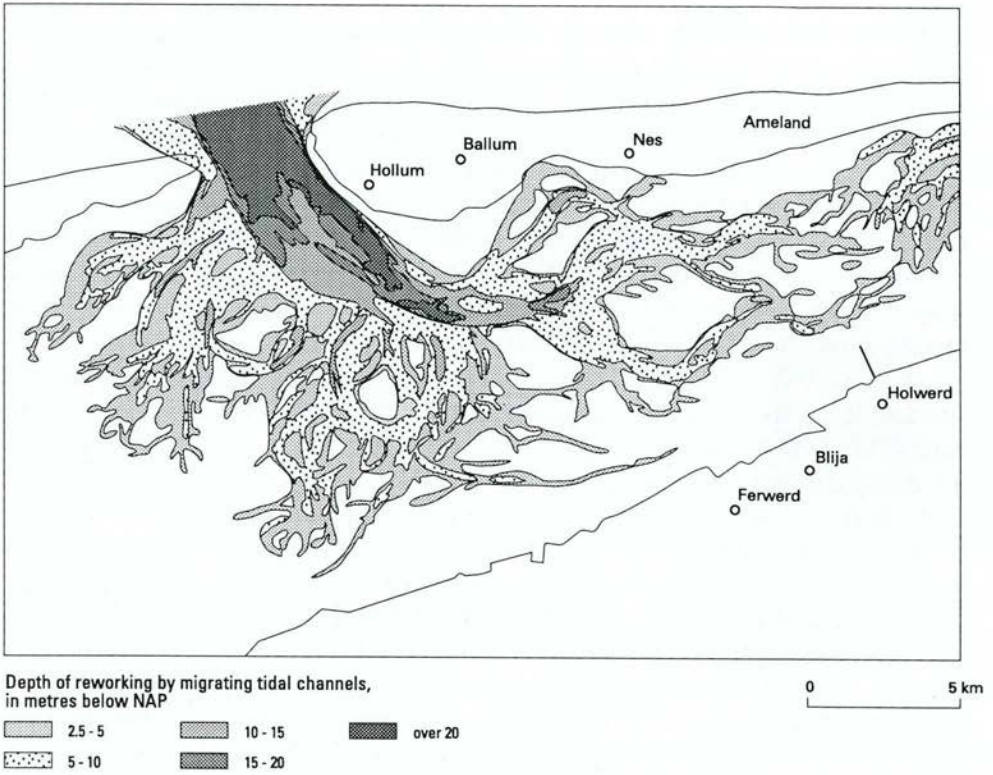 Ameland
Ballum
Nes
Hollum
Holwerd
Blija
Ferwerd
Depth of reworking by migrating tidal channels,
in metres below NAP
0 5 km
2.5 - 5 10 - 15 over 20
5 - 10 15 - 20